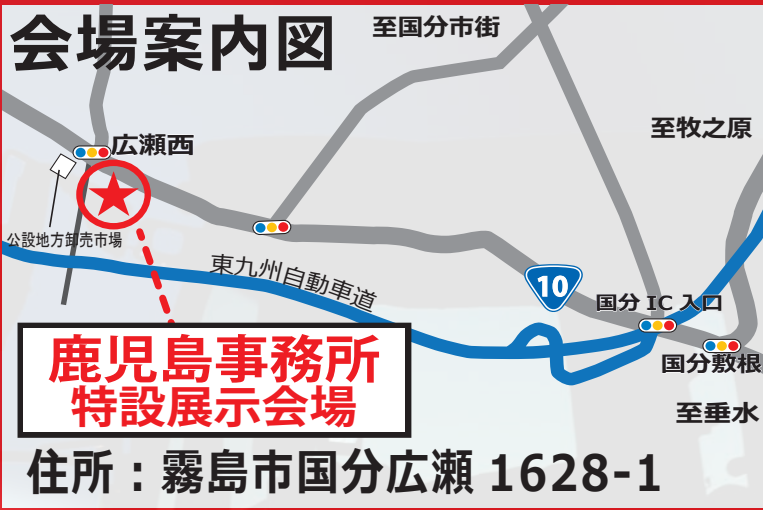 会場案内図
至国分市街
至牧之原
広瀬西
公設地方卸売市場
東九州自動車道
10
国分 IC 入口
国分敷根
至垂水
鹿児島事務所
特設展示会場
住所：霧島市国分広瀬 1628-1